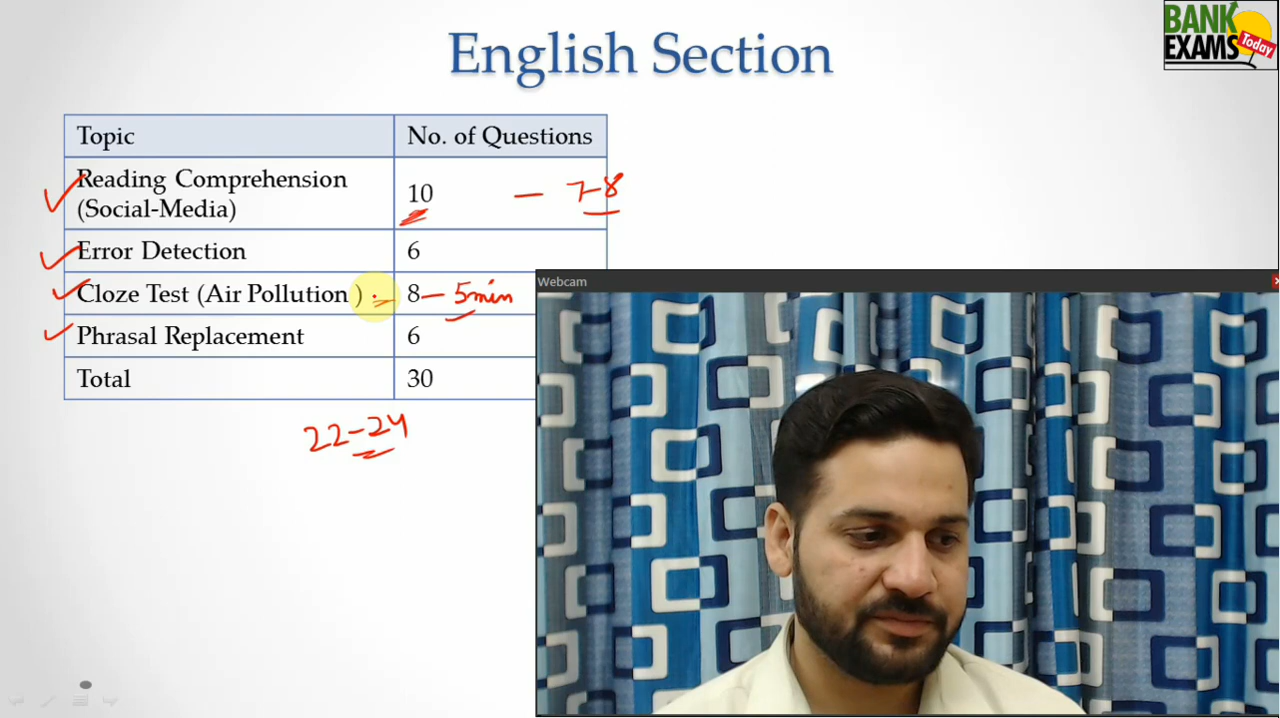 English Section
BANK
EXAMS
Today
Topic No. of Questions
Reading Comprehension
(Social-Media) 10 — 7-8
Error Detection 6
Cloze Test (Air Pollution ) 8 — 5min
Phrasal Replacement 6
Total 30
22-24
Webcam